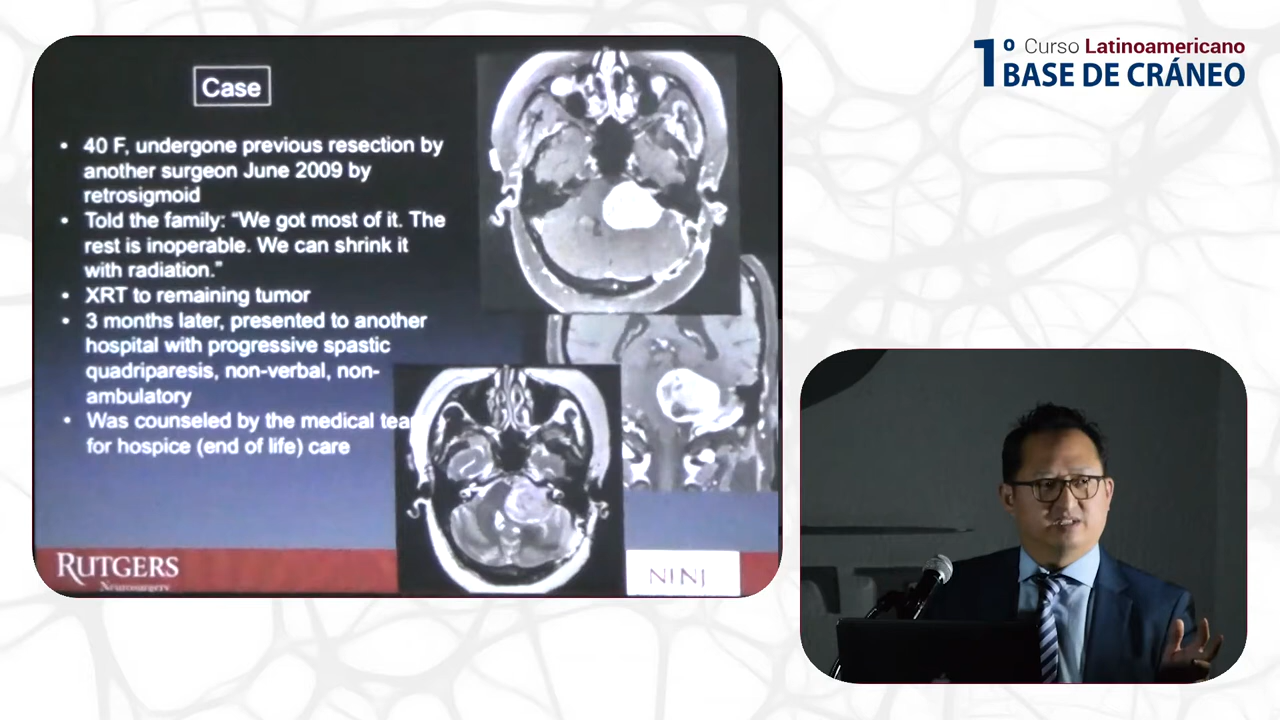 1º Curso Latinoamericano
BASE DE CRÁNEO
Case
• 40 F, undergone previous resection by
another surgeon June 2009 by
retrosigmoid
• Told the family: “We got most of it. The
rest is inoperable. We can shrink it
with radiation.”
• XRT to remaining tumor
• 3 months later, presented to another
hospital with progressive spastic
quadriparesis, non-verbal, non-
ambulatory
• Was counseled by the medical tea
for hospice (end of life) care
RUTGERS
Neurosurgery